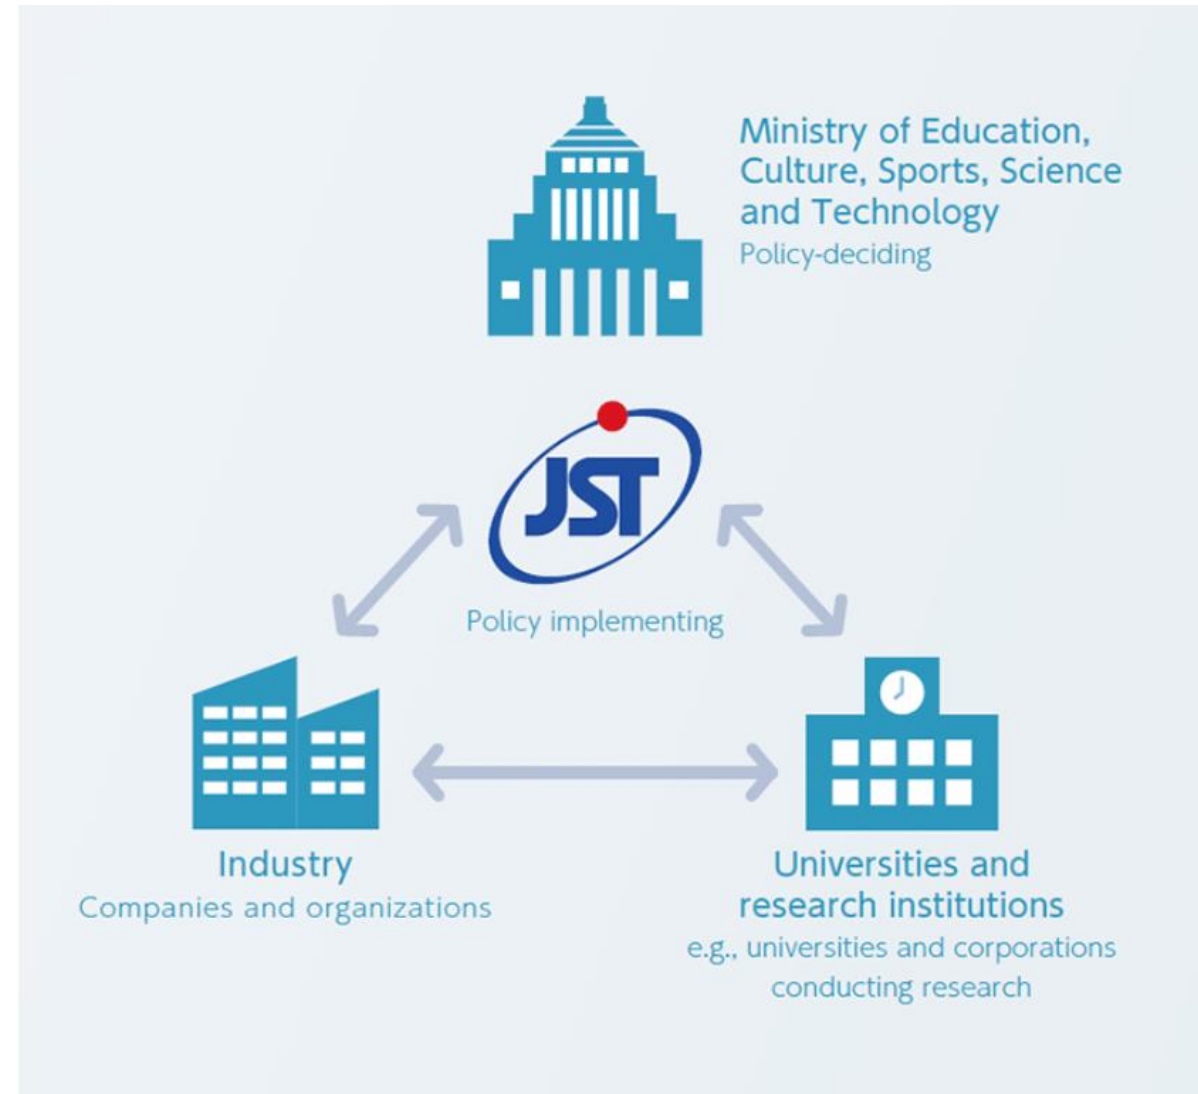 Ministry of Education,
Culture, Sports, Science
and Technology
Policy-deciding
JST
Policy implementing
Industry
Companies and organizations
Universities and
research institutions
e.g., universities and corporations
conducting research